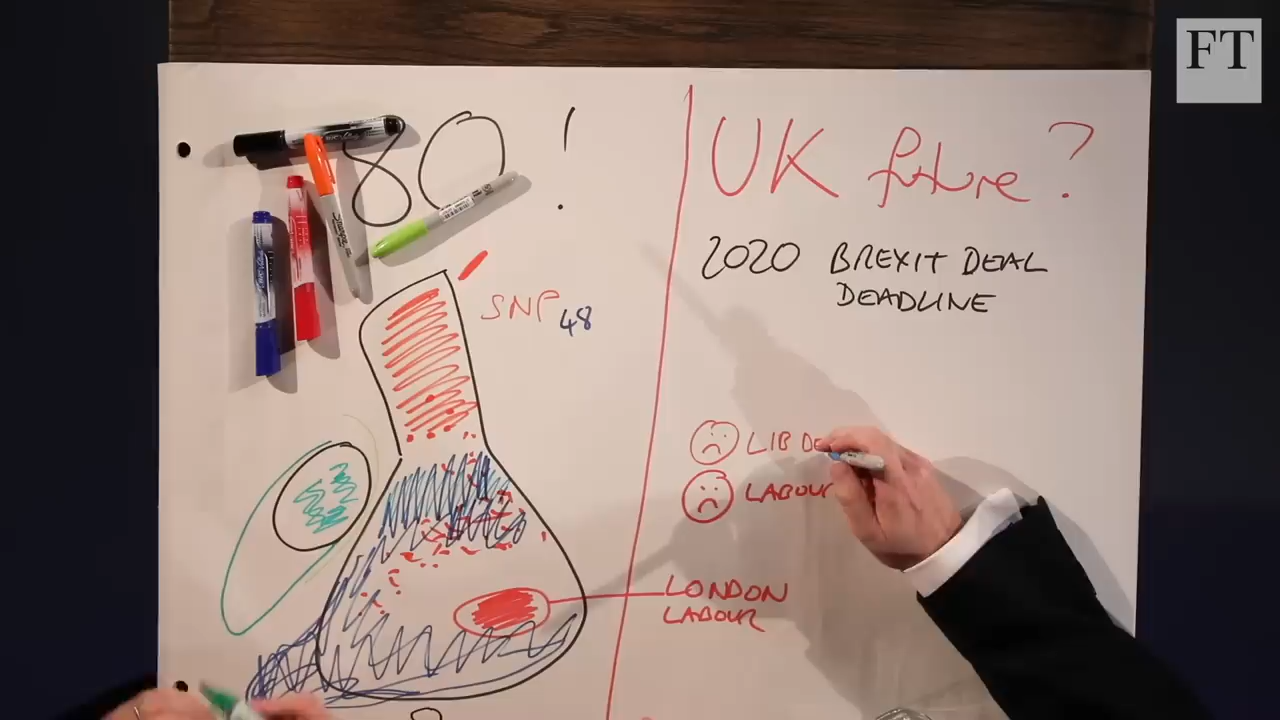 FT
80!
UK future?
2020 BREXIT DEAL
DEADLINE
SNP 48
LIB DE
LABOUR
LONDON
LABOUR